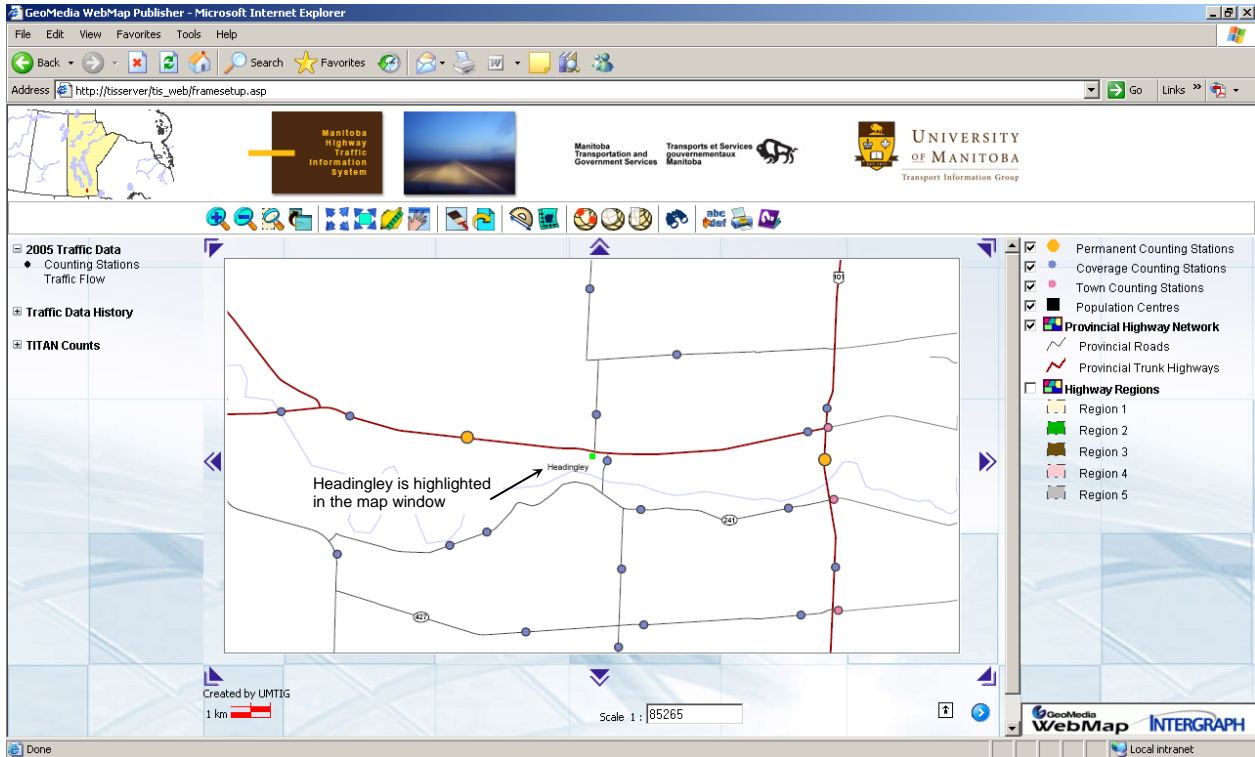 GeoMedia WebMap Publisher - Microsoft Internet Explorer
File Edit View Favorites Tools Help
Back Search Favorites
Address http://tisserver/tis_web/framesetup.asp Go Links »
Manitoba
Highway
Traffic
Information
System
Manitoba
Transportation and
Government Services
Transports et Services
gouvernementaux
Manitoba
UNIVERSITY
OF MANITOBA
Transport Information Group
abc
def
2005 Traffic Data
Counting Stations
Traffic Flow
Traffic Data History
TITAN Counts
101
Headingley
Headingley is highlighted
in the map window
241
427
Permanent Counting Stations
Coverage Counting Stations
Town Counting Stations
Population Centres
Provincial Highway Network
Provincial Roads
Provincial Trunk Highways
Highway Regions
Region 1
Region 2
Region 3
Region 4
Region 5
Created by UMTIG
1 km
Scale 1 : 85265
GeoMedia
WebMap
INTERGRAPH
Done
Local intranet